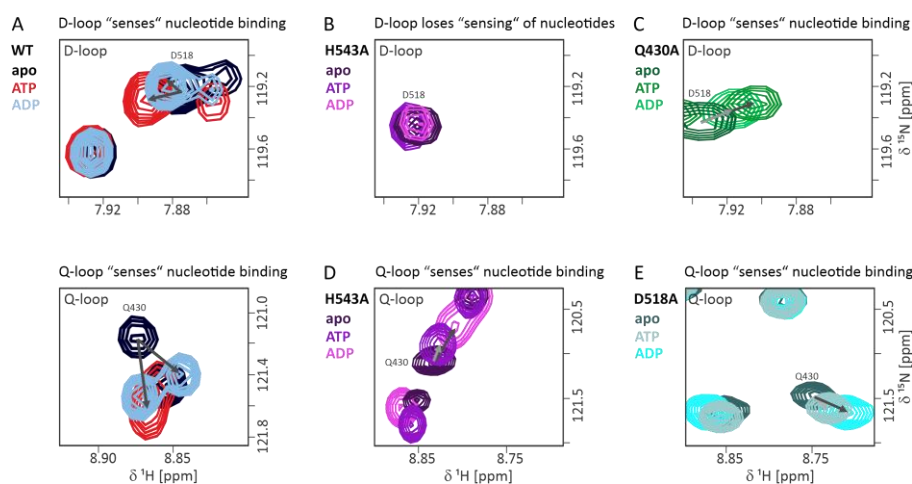 A
D-loop “senses“ nucleotide binding
WT
apo
ATP
ADP
D-loop
D518
119.2
119.6
7.92
7.88
B
D-loop loses “sensing“ of nucleotides
H543A
apo
ATP
ADP
D-loop
D518
119.2
119.6
7.92
7.88
C
D-loop “senses“ nucleotide binding
Q430A
apo
ATP
ADP
D-loop
D518
119.2
119.6
δ ¹⁵N [ppm]
7.92
7.88
Q-loop “senses“ nucleotide binding
Q-loop
Q430
121.0
121.4
121.8
8.90
8.85
δ ¹H [ppm]
D
Q-loop “senses“ nucleotide binding
H543A
apo
ATP
ADP
Q-loop
Q430
120.5
121.5
8.85
8.75
δ ¹H [ppm]
E
Q-loop “senses“ nucleotide binding
D518A
apo
ATP
ADP
Q-loop
Q430
120.5
121.5
δ ¹⁵N [ppm]
8.85
8.75
δ ¹H [ppm]